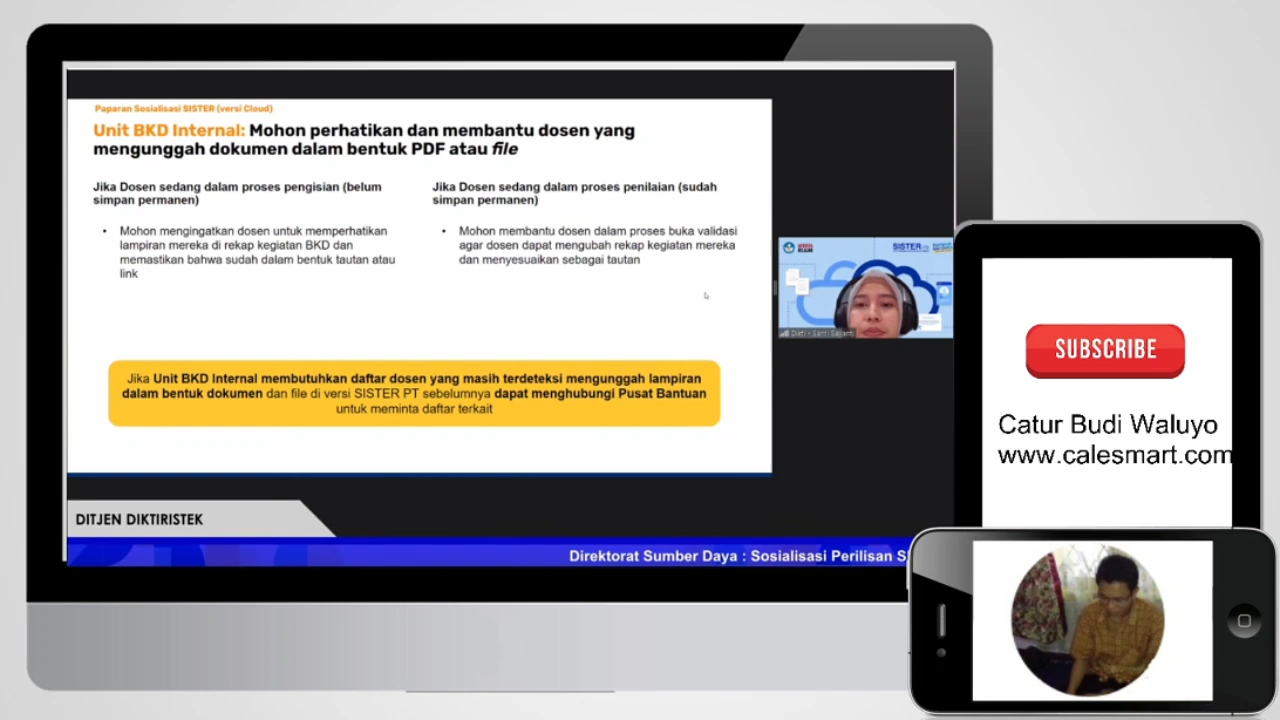 Paparan Sosialisasi SISTER (versi Cloud)
Unit BKD Internal: Mohon perhatikan dan membantu dosen yang
mengunggah dokumen dalam bentuk PDF atau file
Jika Dosen sedang dalam proses pengisian (belum
simpan permanen)
• Mohon mengingatkan dosen untuk memperhatikan
lampiran mereka di rekap kegiatan BKD dan
memastikan bahwa sudah dalam bentuk tautan atau
link
Jika Dosen sedang dalam proses penilaian (sudah
simpan permanen)
• Mohon membantu dosen dalam proses buka validasi
agar dosen dapat mengubah rekap kegiatan mereka
dan menyesuaikan sebagai tautan
Jika Unit BKD Internal membutuhkan daftar dosen yang masih terdeteksi mengunggah lampiran
dalam bentuk dokumen dan file di versi SISTER PT sebelumnya dapat menghubungi Pusat Bantuan
untuk meminta daftar terkait
SISTER
DITJEN DIKTIRISTEK
Direktorat Sumber Daya : Sosialisasi Perilisan S
SUBSCRIBE
Catur Budi Waluyo
www.calesmart.com